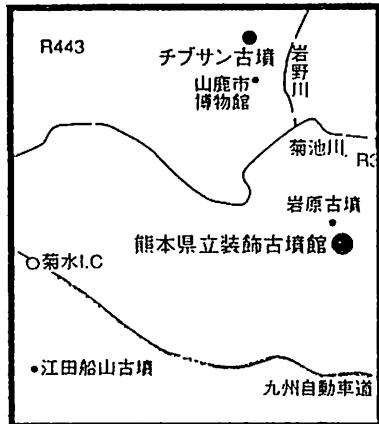 R443
チブサン古墳
山鹿市
博物館
岩野川
菊池川
R3
岩原古墳
熊本県立装飾古墳館
菊水I.C
江田船山古墳
九州自動車道